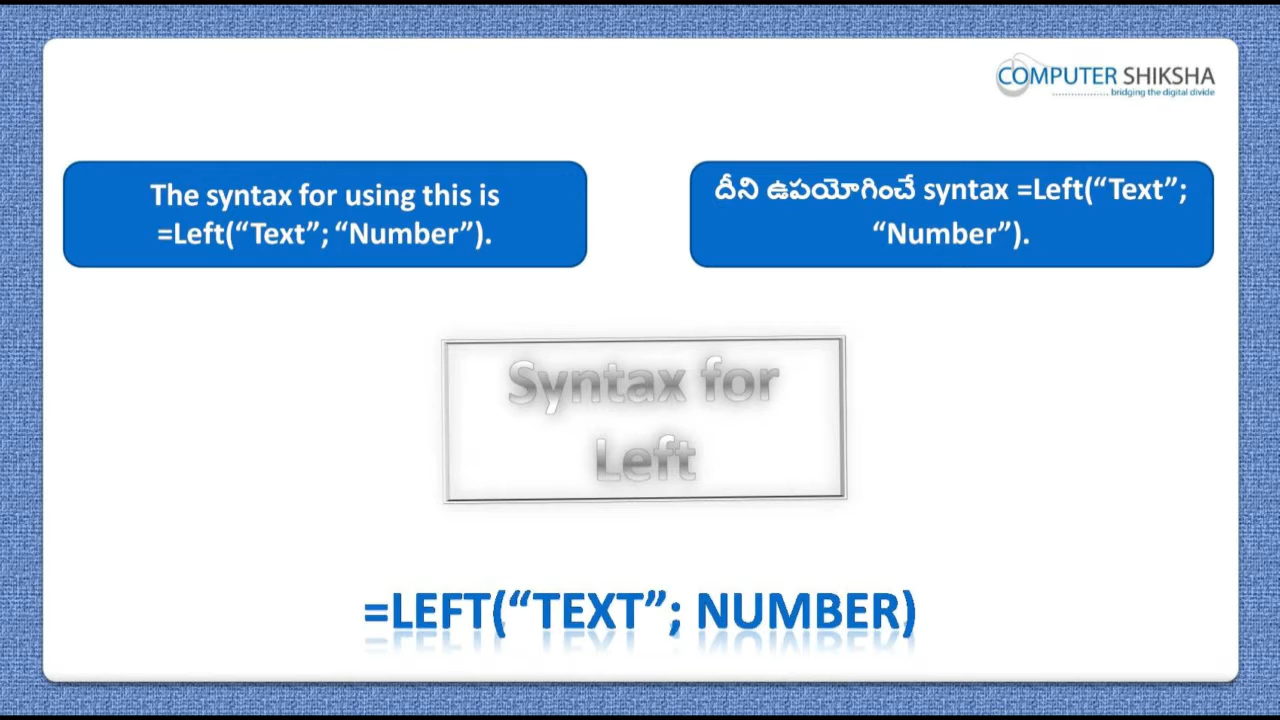 COMPUTER SHIKSHA
bridging the digital divide
The syntax for using this is
=Left(“Text”; “Number”).
దీని ఉపయోగించే syntax =Left(“Text”;
“Number”).
Syntax for
Left
=LEFT(“TEXT”; NUMBER)